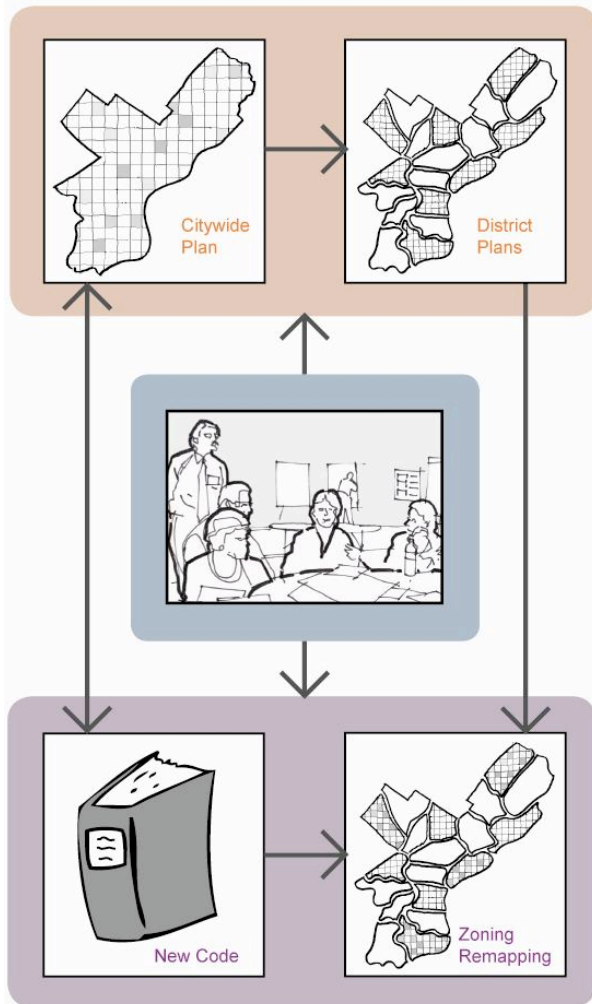 Citywide
Plan
District
Plans
New Code
Zoning
Remapping